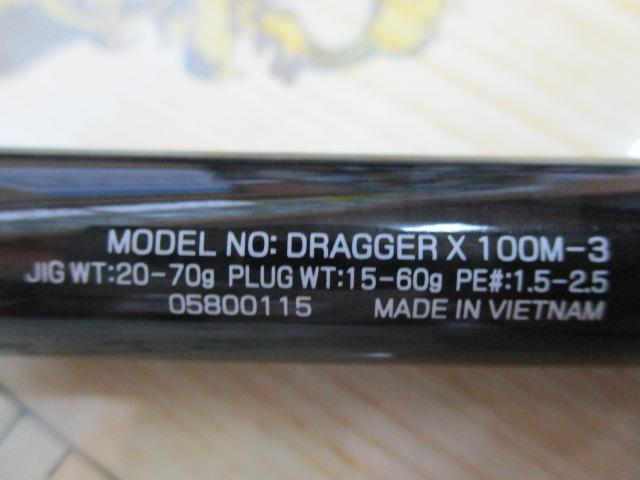 MODEL NO: DRAGGER X 100M-3
JIG WT:20-70g PLUG WT:15-60g PE#:1.5-2.5
05800115 MADE IN VIETNAM